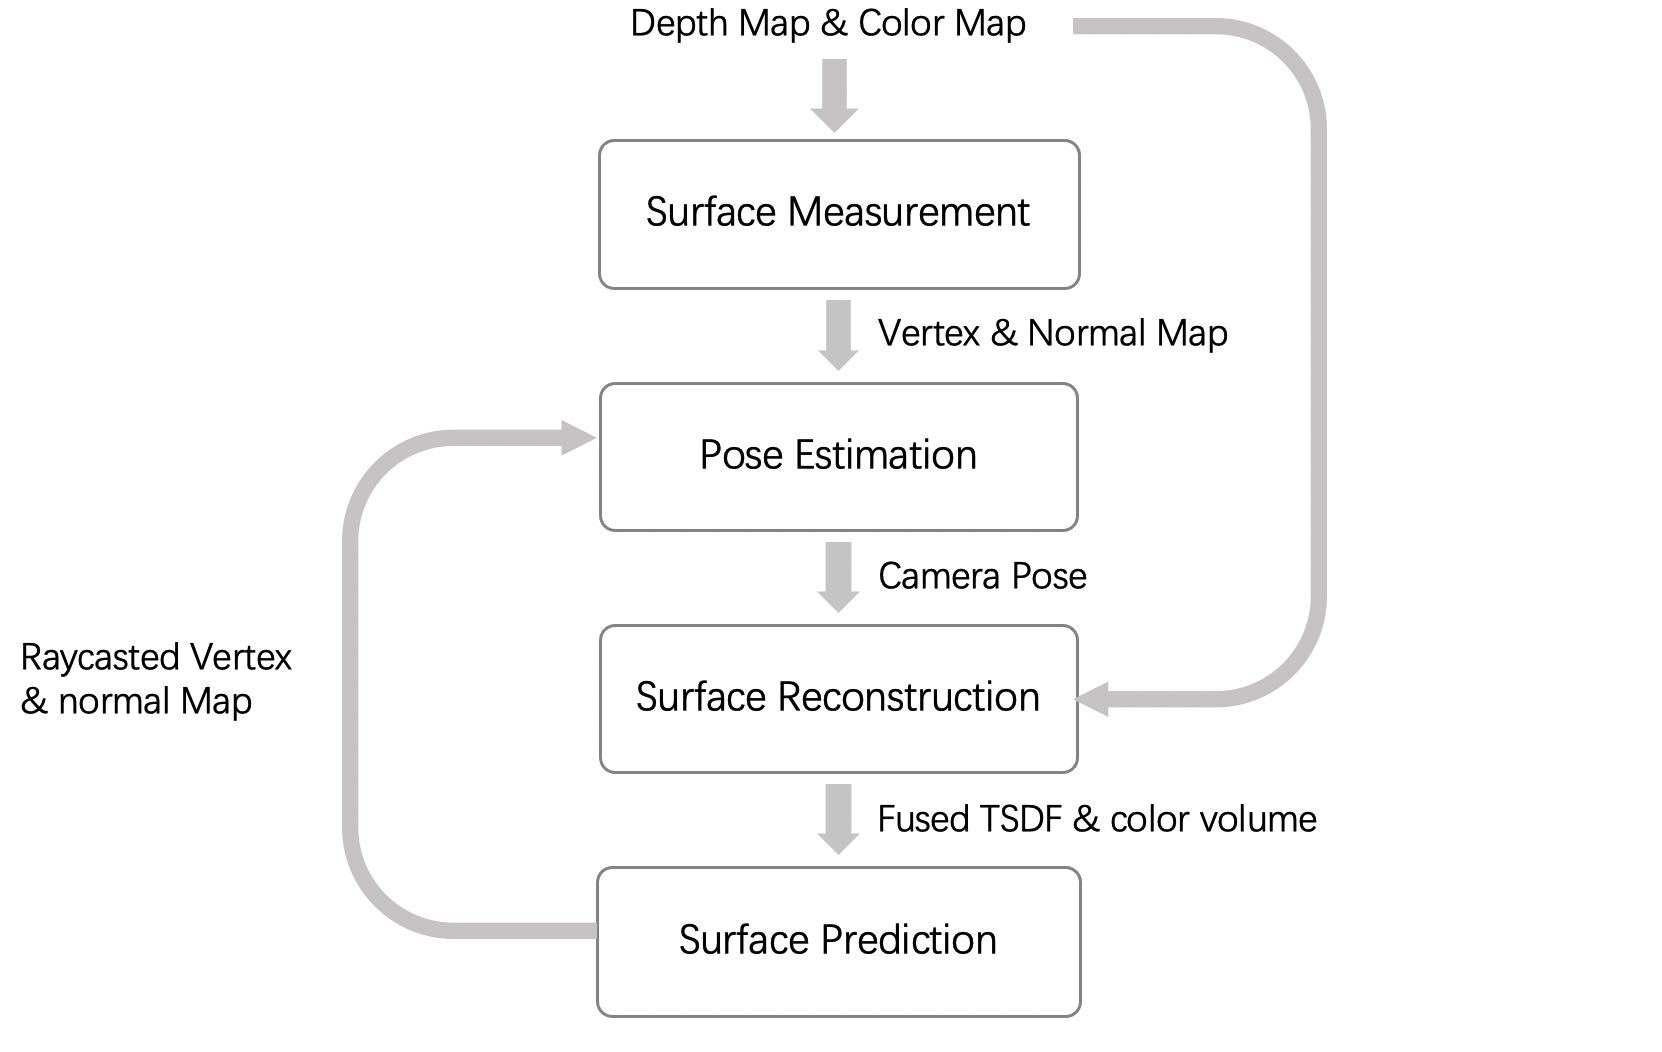 Depth Map & Color Map
Surface Measurement
Vertex & Normal Map
Pose Estimation
Camera Pose
Raycasted Vertex
& normal Map
Surface Reconstruction
Fused TSDF & color volume
Surface Prediction